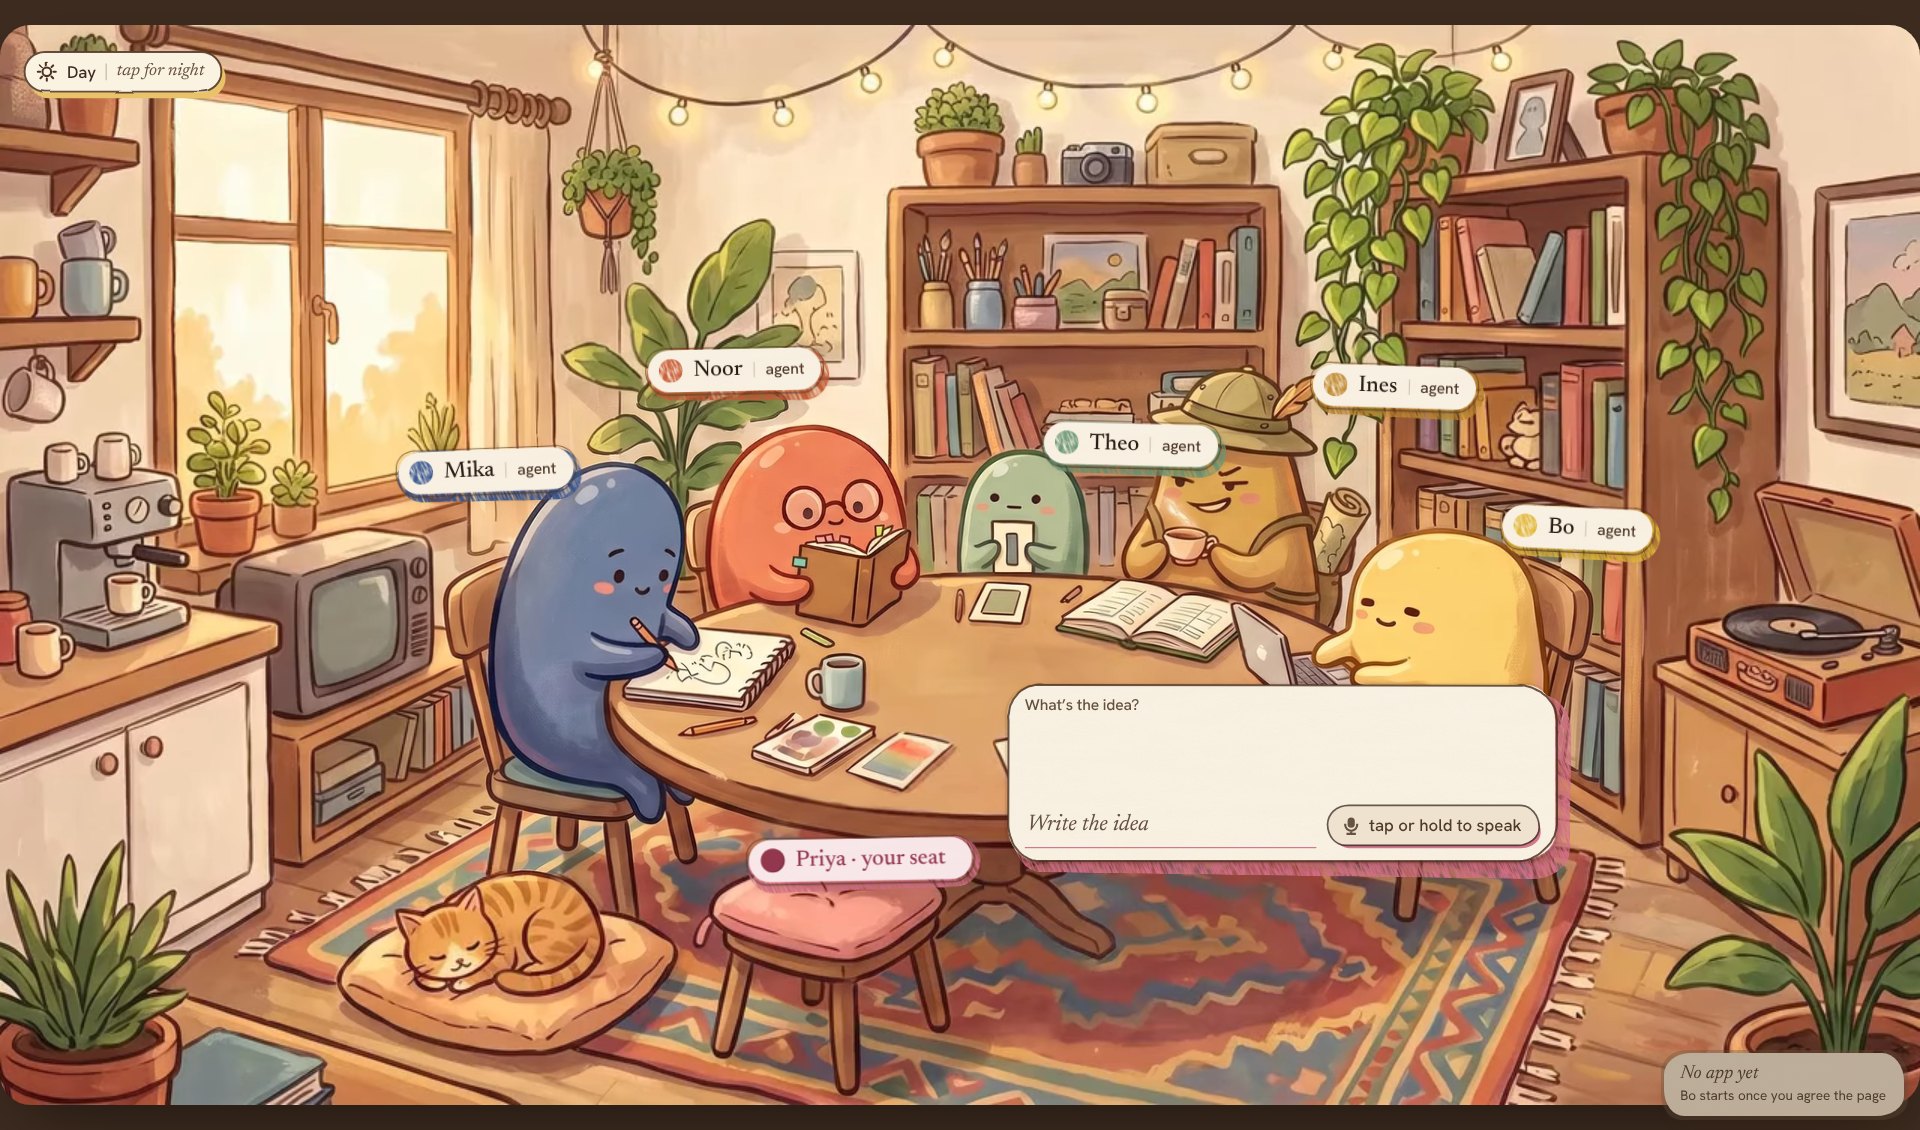 Day | tap for night
Noor | agent
Ines | agent
Theo | agent
Mika | agent
Bo | agent
What's the idea?
Write the idea
tap or hold to speak
Priya · your seat
No app yet
Bo starts once you agree the page